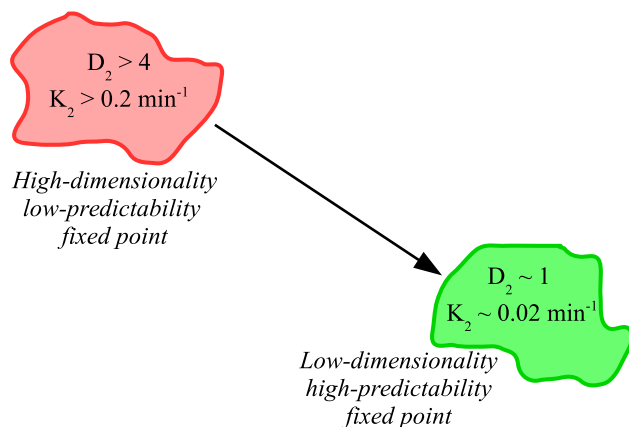 D₂ > 4
K₂ > 0.2 min⁻¹
High-dimensionality
low-predictability
fixed point
D₂ ~ 1
K₂ ~ 0.02 min⁻¹
Low-dimensionality
high-predictability
fixed point